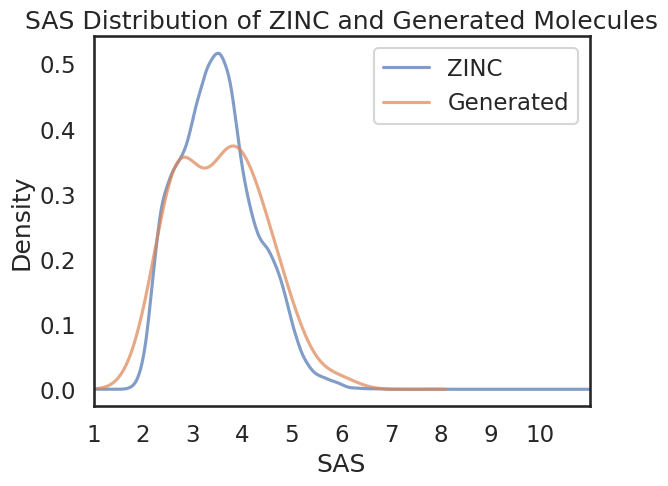 SAS Distribution of ZINC and Generated Molecules
ZINC
Generated
Density
0.5
0.4
0.3
0.2
0.1
0.0
1 2 3 4 5 6 7 8 9 10
SAS